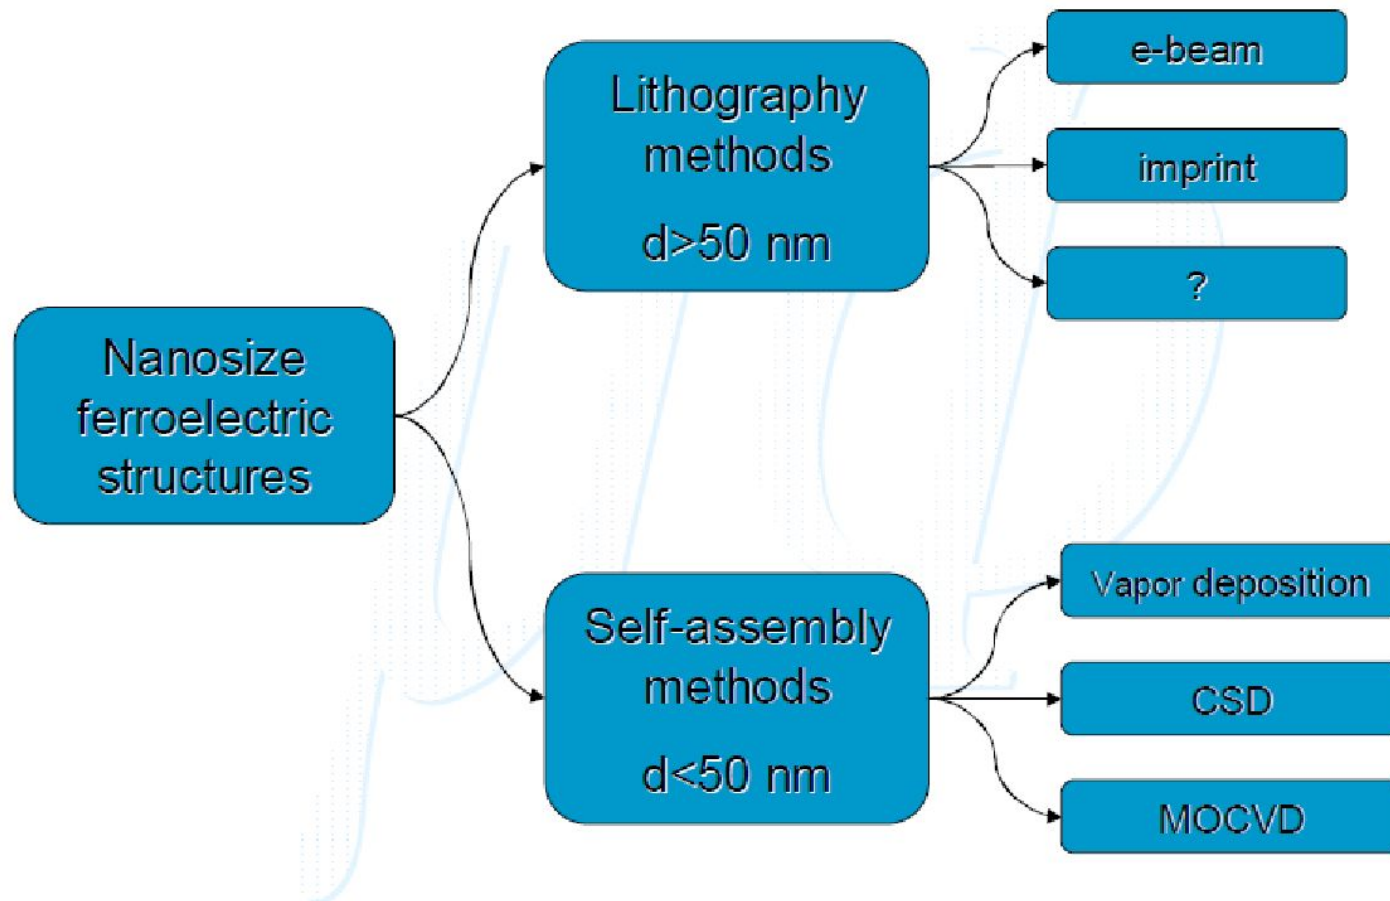 Nanosize
ferroelectric
structures
Lithography
methods
d>50 nm
e-beam
imprint
?
Self-assembly
methods
d<50 nm
Vapor deposition
CSD
MOCVD